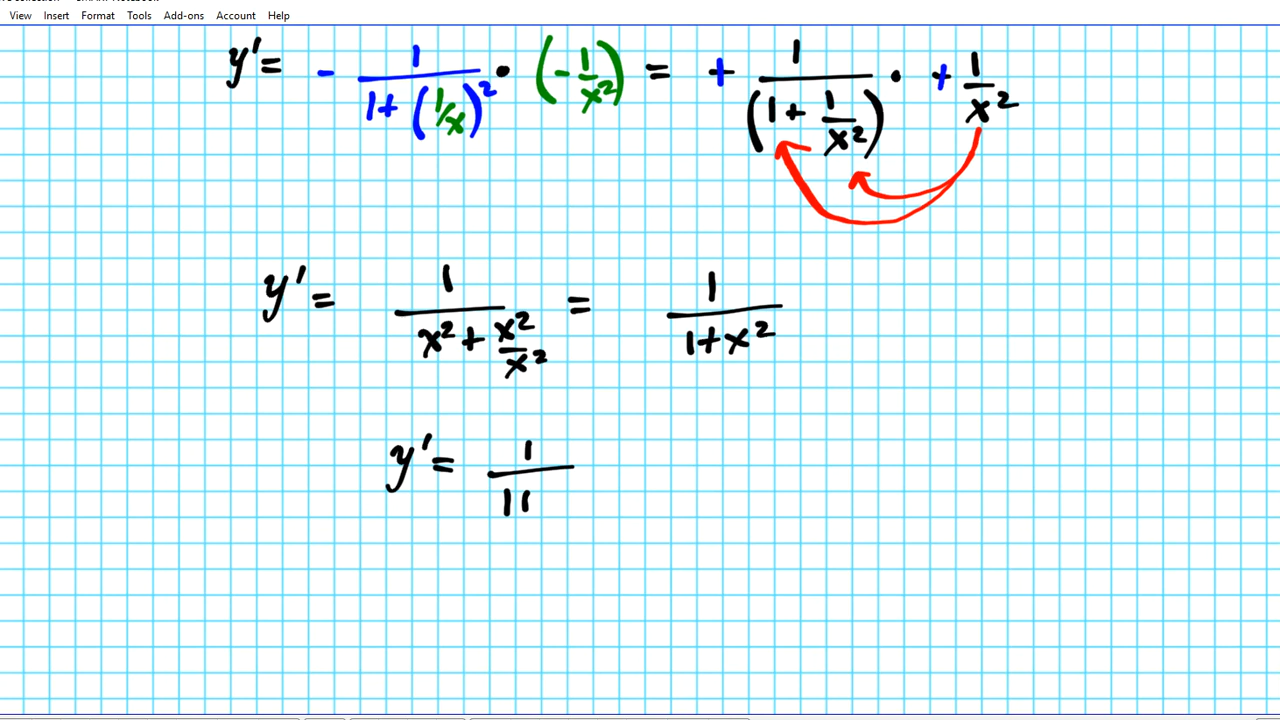 View Insert Format Tools Add-ons Account Help
y' = - 1/(1 + (1/x)²) • (- 1/x²) = + 1/(1 + 1/x²) • + 1/x²
y' = 1/(x² + x²/x²) = 1/(1 + x²)
y' = 1/11